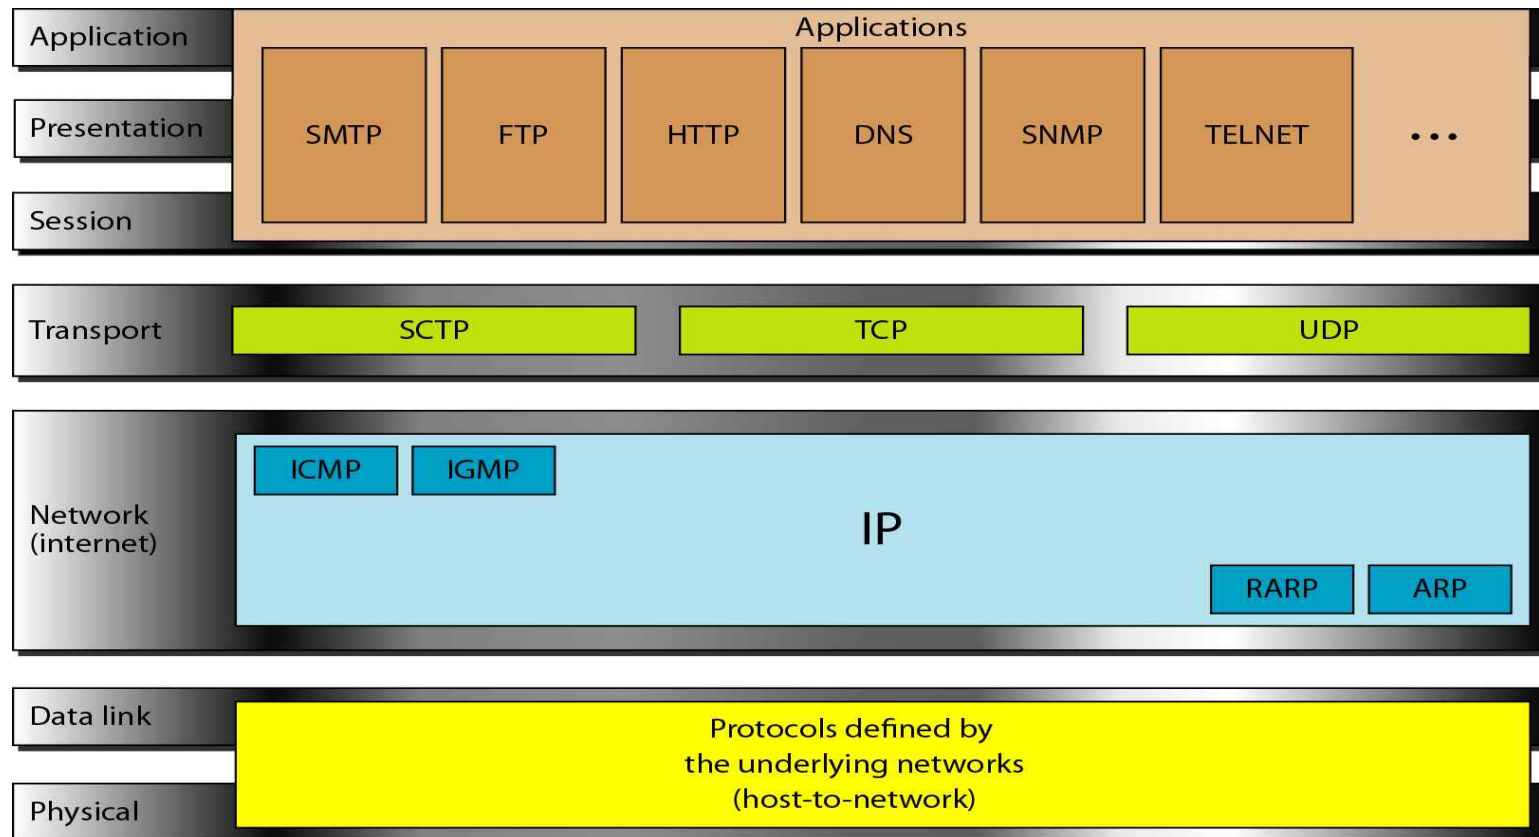 Application
Applications
Presentation
SMTP
FTP
HTTP
DNS
SNMP
TELNET
...
Session
Transport
SCTP
TCP
UDP
Network
(internet)
ICMP
IGMP
IP
RARP
ARP
Data link
Physical
Protocols defined by
the underlying networks
(host-to-network)